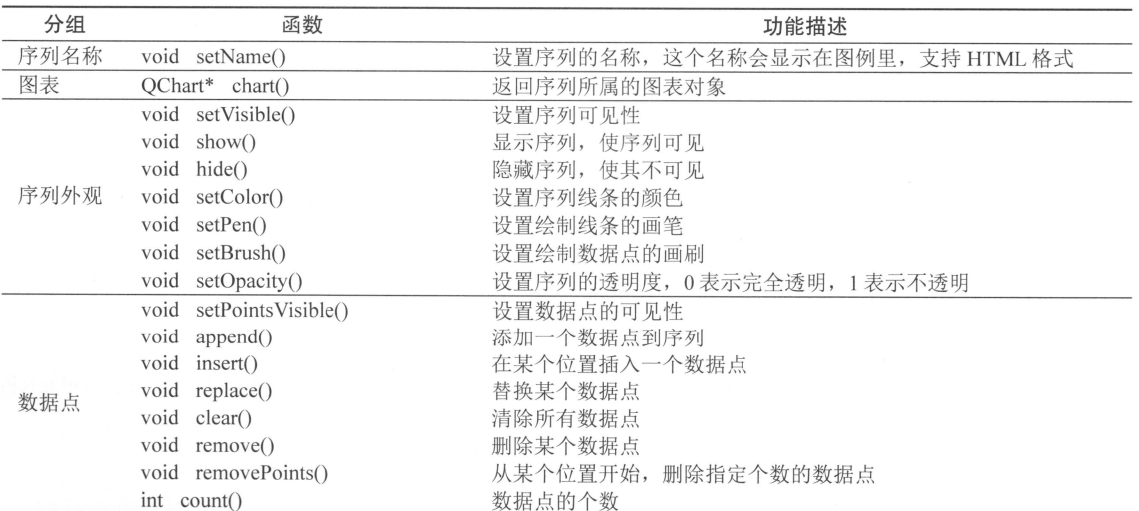 分组 函数 功能描述
序列名称 void setName() 设置序列的名称，这个名称会显示在图例里，支持 HTML 格式
图表 QChart* chart() 返回序列所属的图表对象
void setVisible() 设置序列可见性
void show() 显示序列，使序列可见
void hide() 隐藏序列，使其不可见
序列外观 void setColor() 设置序列线条的颜色
void setPen() 设置绘制线条的画笔
void setBrush() 设置绘制数据点的画刷
void setOpacity() 设置序列的透明度，0 表示完全透明，1 表示不透明
void setPointsVisible() 设置数据点的可见性
void append() 添加一个数据点到序列
void insert() 在某个位置插入一个数据点
void replace() 替换某个数据点
数据点 void clear() 清除所有数据点
void remove() 删除某个数据点
void removePoints() 从某个位置开始，删除指定个数的数据点
int count() 数据点的个数